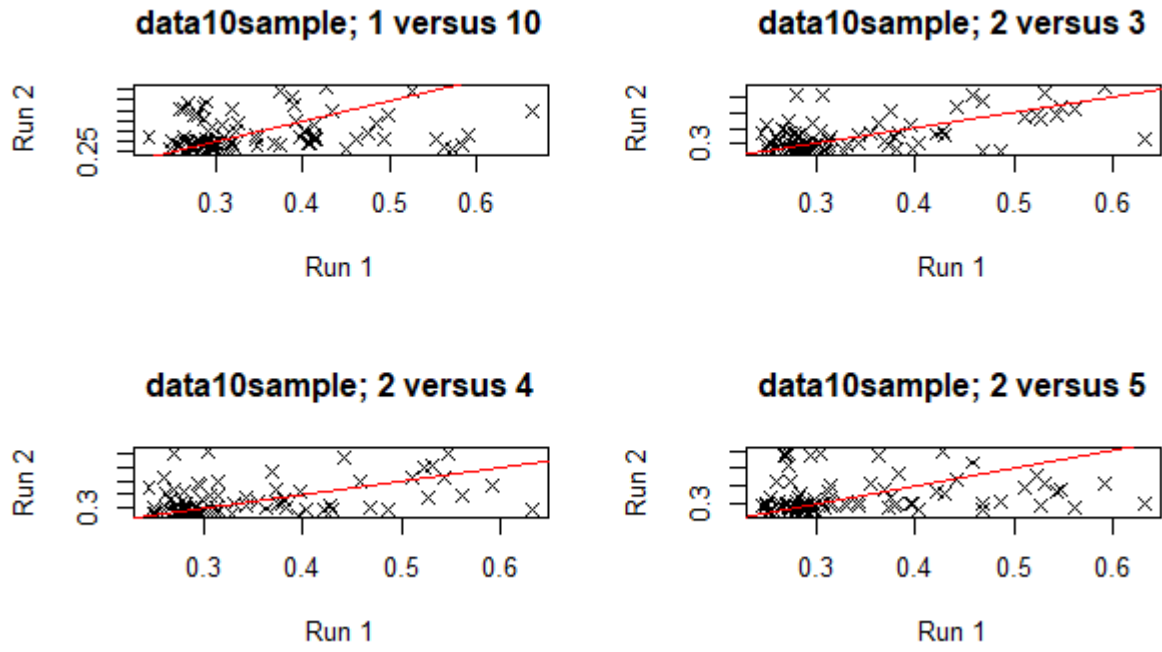 data10sample; 1 versus 10
Run 2
0.25
0.3 0.4 0.5 0.6
Run 1
data10sample; 2 versus 3
Run 2
0.3
0.3 0.4 0.5 0.6
Run 1
data10sample; 2 versus 4
Run 2
0.3
0.3 0.4 0.5 0.6
Run 1
data10sample; 2 versus 5
Run 2
0.3
0.3 0.4 0.5 0.6
Run 1